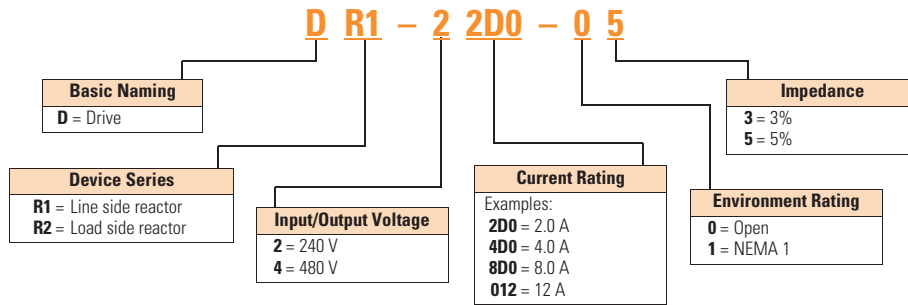 D R1 – 2 2D0 – 0 5
Basic Naming
D = Drive
Device Series
R1 = Line side reactor
R2 = Load side reactor
Input/Output Voltage
2 = 240 V
4 = 480 V
Current Rating
Examples:
2D0 = 2.0 A
4D0 = 4.0 A
8D0 = 8.0 A
012 = 12 A
Environment Rating
0 = Open
1 = NEMA 1
Impedance
3 = 3%
5 = 5%